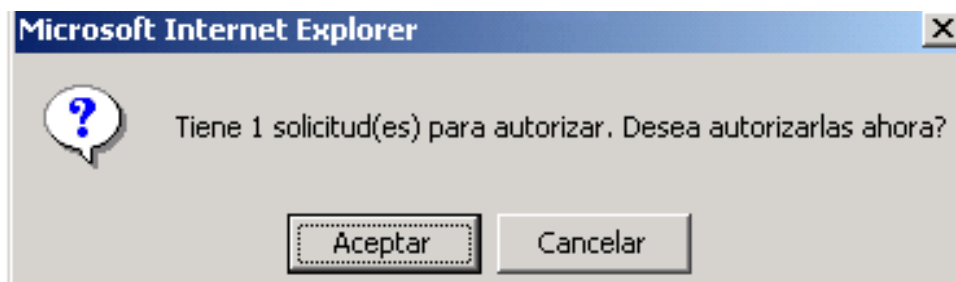 Microsoft Internet Explorer
Tiene 1 solicitud(es) para autorizar. Desea autorizarlas ahora?
Aceptar
Cancelar